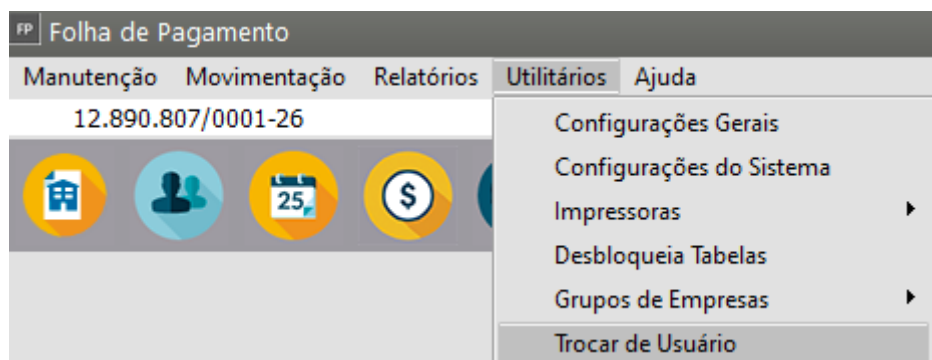 FP Folha de Pagamento
Manutenção Movimentação Relatórios Utilitários Ajuda
12.890.807/0001-26
Configurações Gerais
Configurações do Sistema
25
$
Impressoras
Desbloqueia Tabelas
Grupos de Empresas
Trocar de Usuário